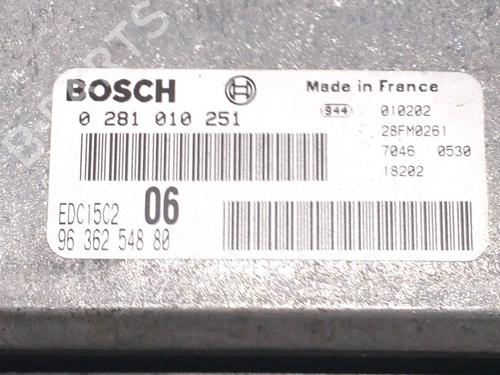 BOSCH
Made in France
0 281 010 251
944 010202
28FM0261
7046 0530
18202
EDC15C2 06
96 362 548 80